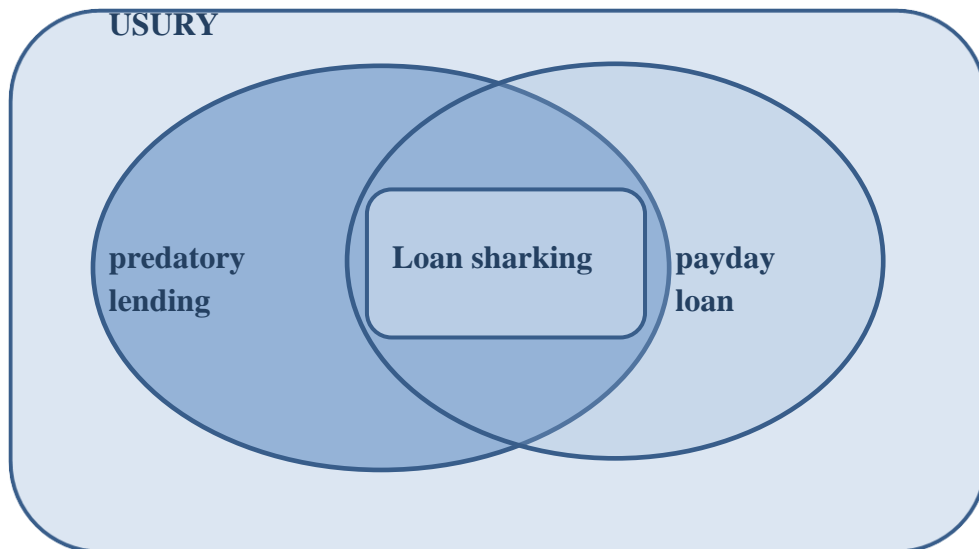 USURY
predatory
lending
Loan sharking
payday
loan